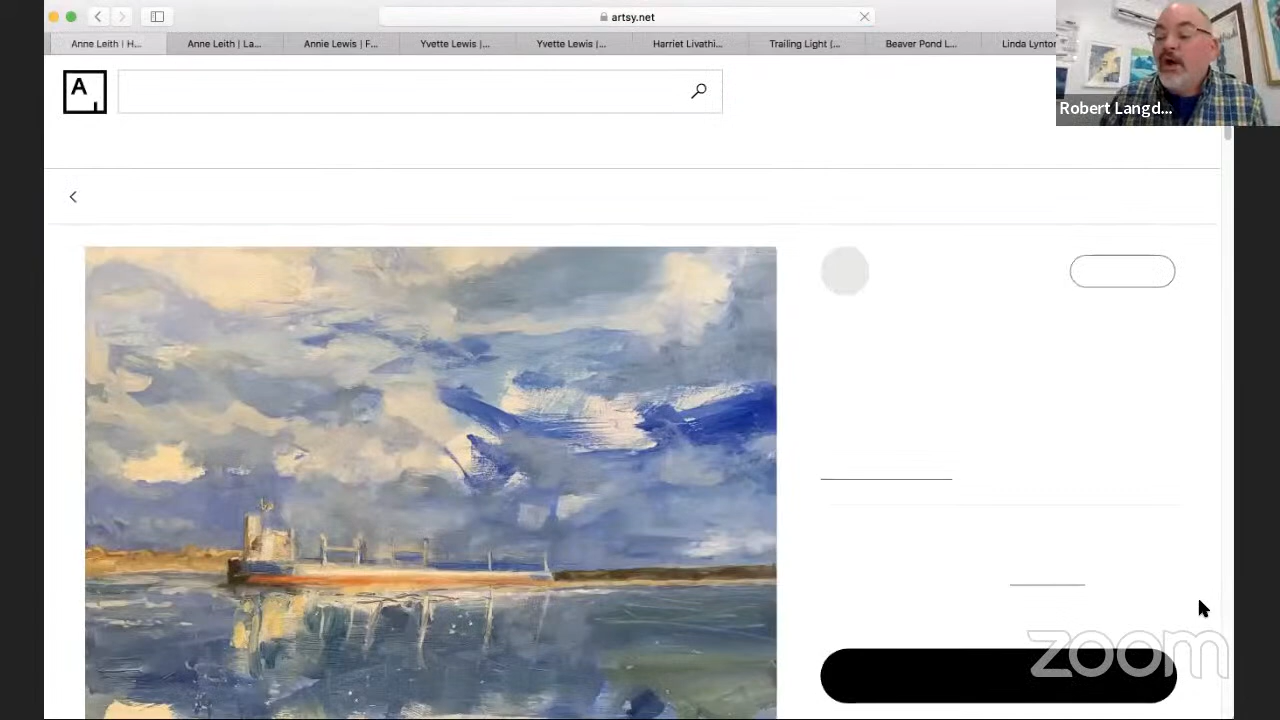 artsy.net
Anne Leith | H...
Anne Leith | La...
Annie Lewis | F...
Yvette Lewis |...
Yvette Lewis |...
Harriet Livathi...
Trailing Light (...
Beaver Pond L...
Linda Lynton
A
Robert Langd...
zoom